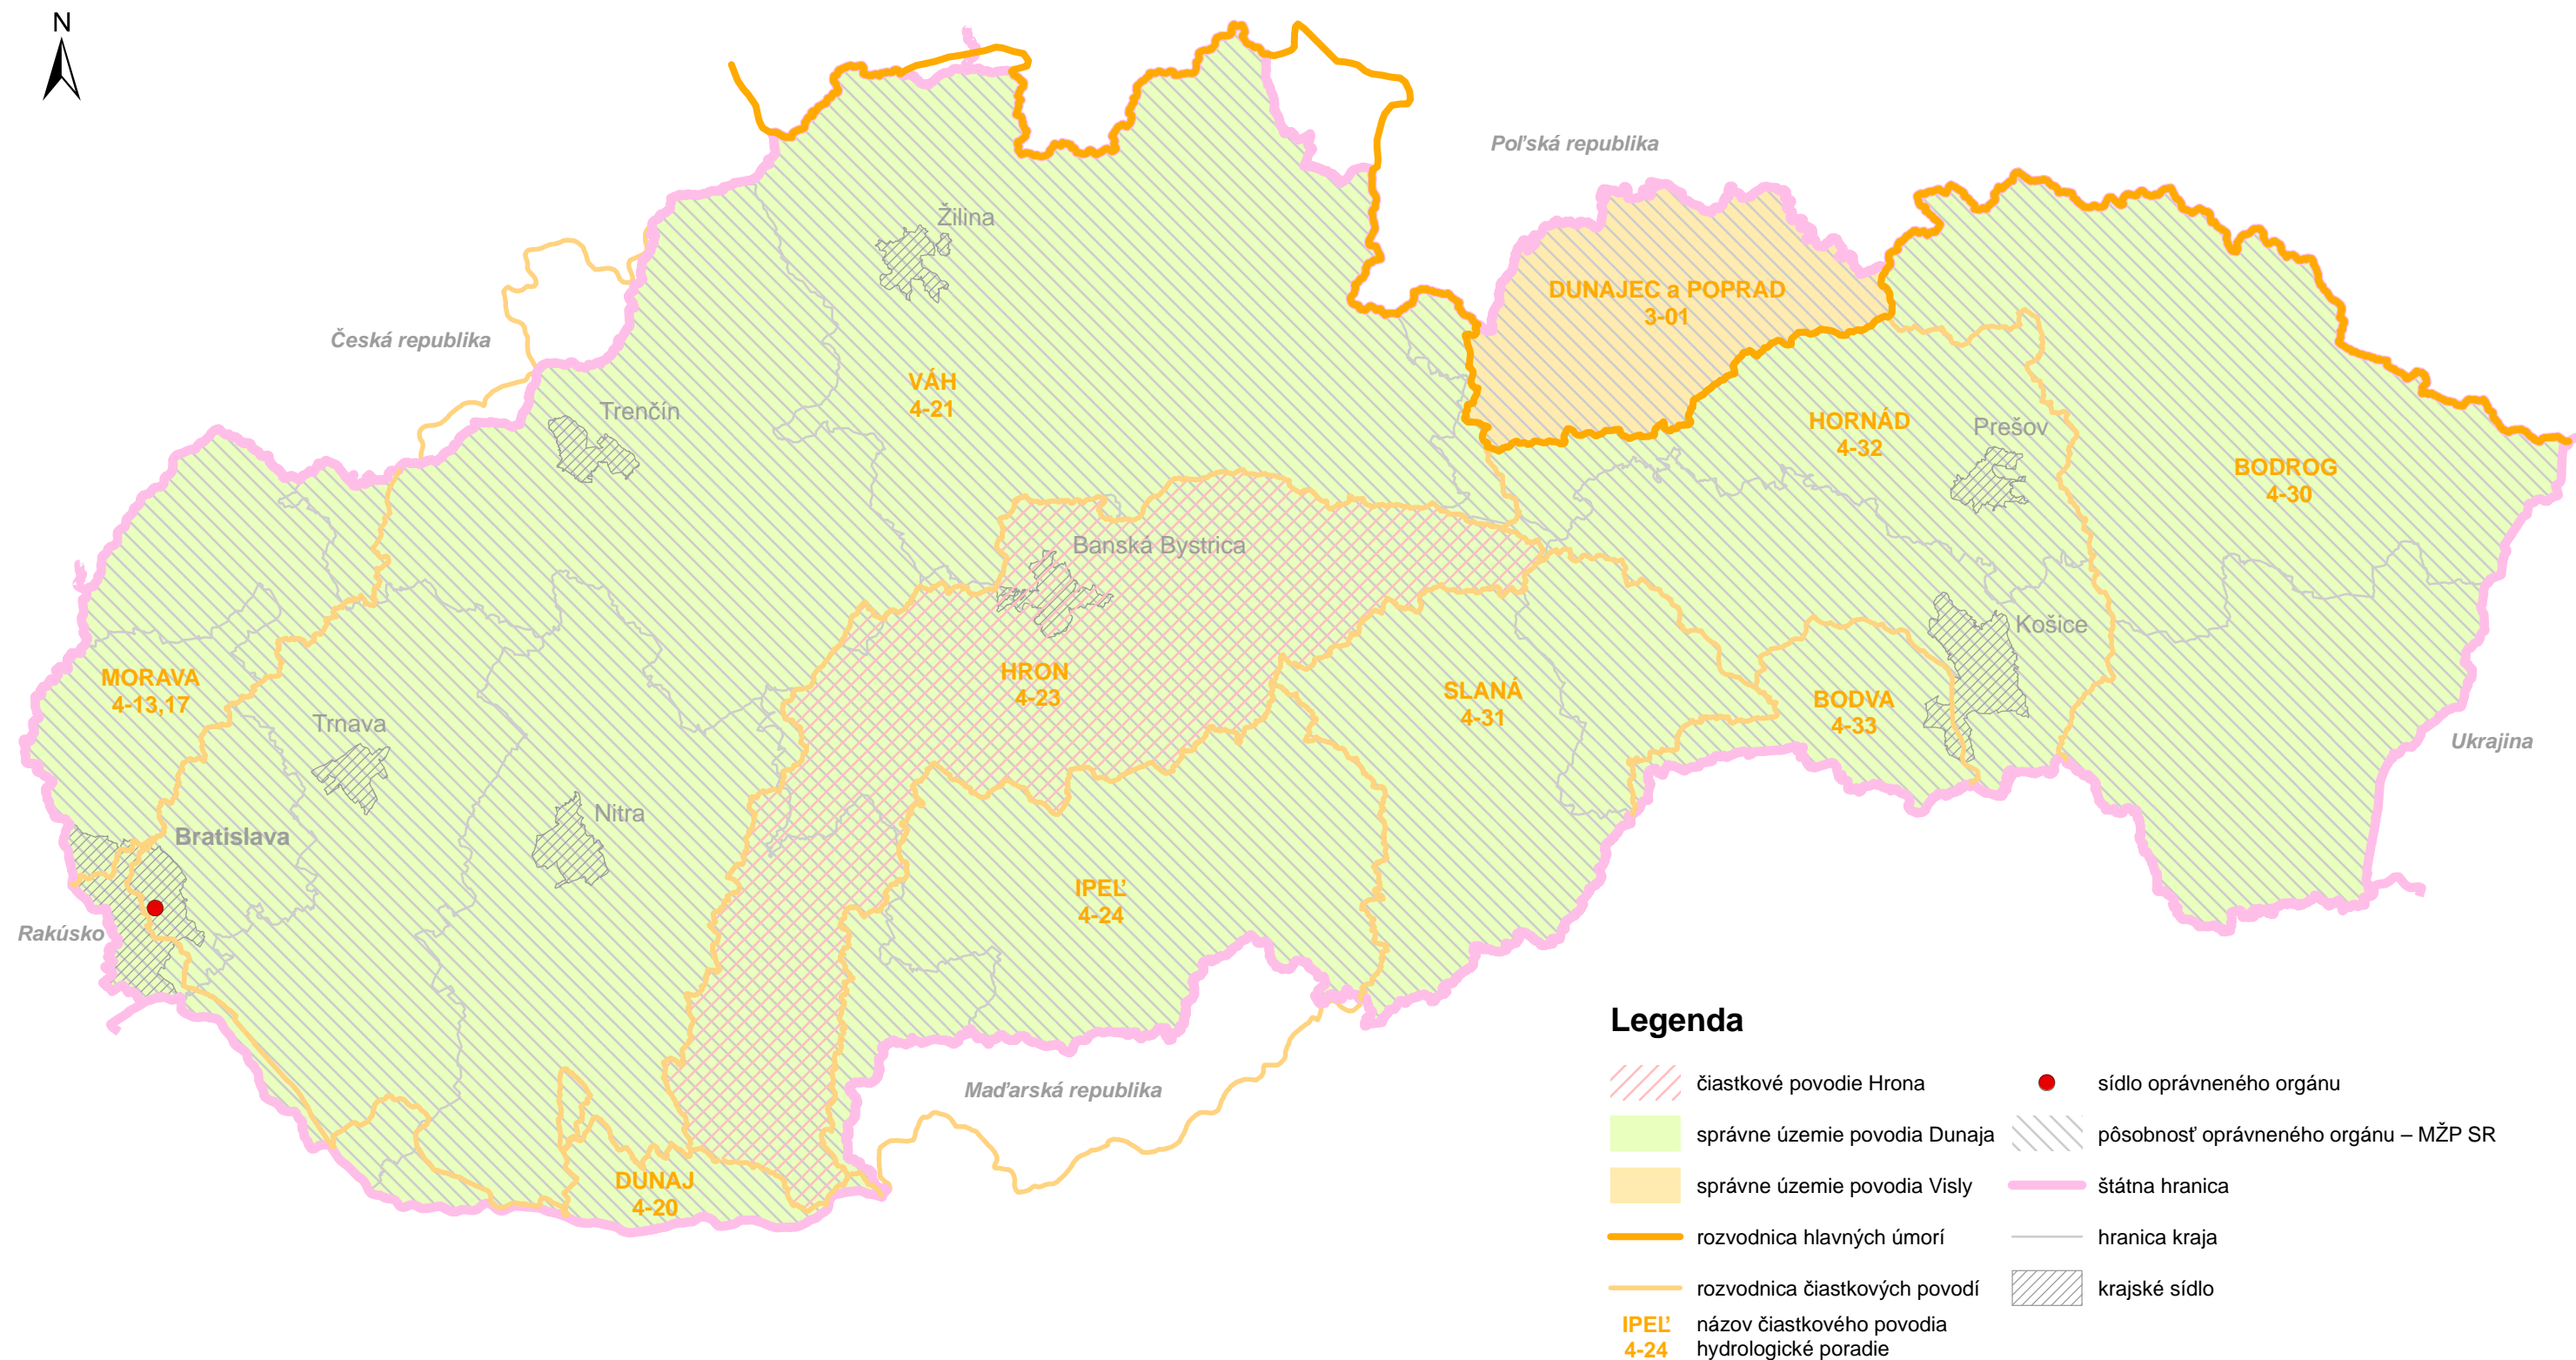 N
Poľská republika
Žilina
DUNAJEC a POPRAD
3-01
Česká republika
VÁH
4-21
Trenčín
HORNÁD
4-32
Prešov
BODROG
4-30
Banská Bystrica
Košice
MORAVA
4-13,17
HRON
4-23
SLANÁ
4-31
BODVA
4-33
Trnava
Ukrajina
Nitra
Bratislava
IPEĽ
4-24
Rakúsko
Maďarská republika
DUNAJ
4-20
Legenda
čiastkové povodie Hrona
správne územie povodia Dunaja
správne územie povodia Visly
rozvodnica hlavných úmorí
rozvodnica čiastkových povodí
IPEĽ názov čiastkového povodia
4-24 hydrologické poradie
sídlo oprávneného orgánu
pôsobnosť oprávneného orgánu – MŽP SR
štátna hranica
hranica kraja
krajské sídlo